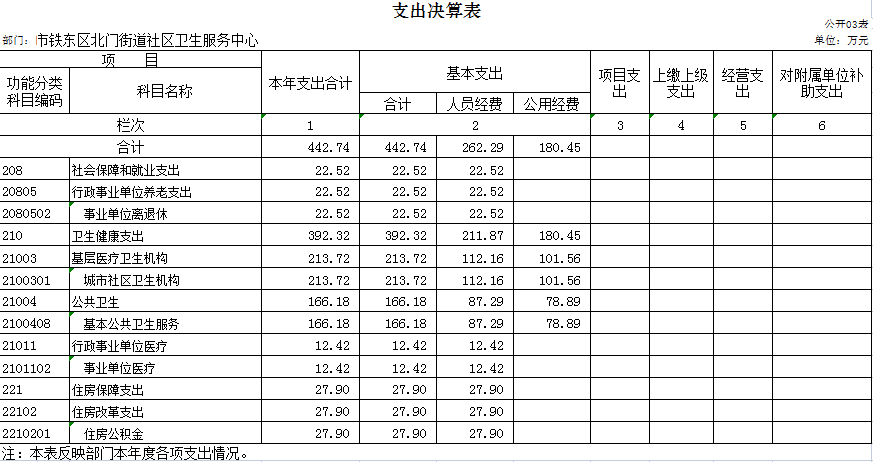 支出决算表
公开03表
部门：市铁东区北门街道社区卫生服务中心 单位：万元
项 目 本年支出合计 基本支出 项目支出 上缴上级支出 经营支出 对附属单位补助支出
功能分类科目编码 科目名称 合计 人员经费 公用经费
栏次 1 2 3 4 5 6
合计 442.74 442.74 262.29 180.45
208 社会保障和就业支出 22.52 22.52 22.52
20805 行政事业单位养老支出 22.52 22.52 22.52
2080502 事业单位离退休 22.52 22.52 22.52
210 卫生健康支出 392.32 392.32 211.87 180.45
21003 基层医疗卫生机构 213.72 213.72 112.16 101.56
2100301 城市社区卫生机构 213.72 213.72 112.16 101.56
21004 公共卫生 166.18 166.18 87.29 78.89
2100408 基本公共卫生服务 166.18 166.18 87.29 78.89
21011 行政事业单位医疗 12.42 12.42 12.42
2101102 事业单位医疗 12.42 12.42 12.42
221 住房保障支出 27.90 27.90 27.90
22102 住房改革支出 27.90 27.90 27.90
2210201 住房公积金 27.90 27.90 27.90
注：本表反映部门本年度各项支出情况。